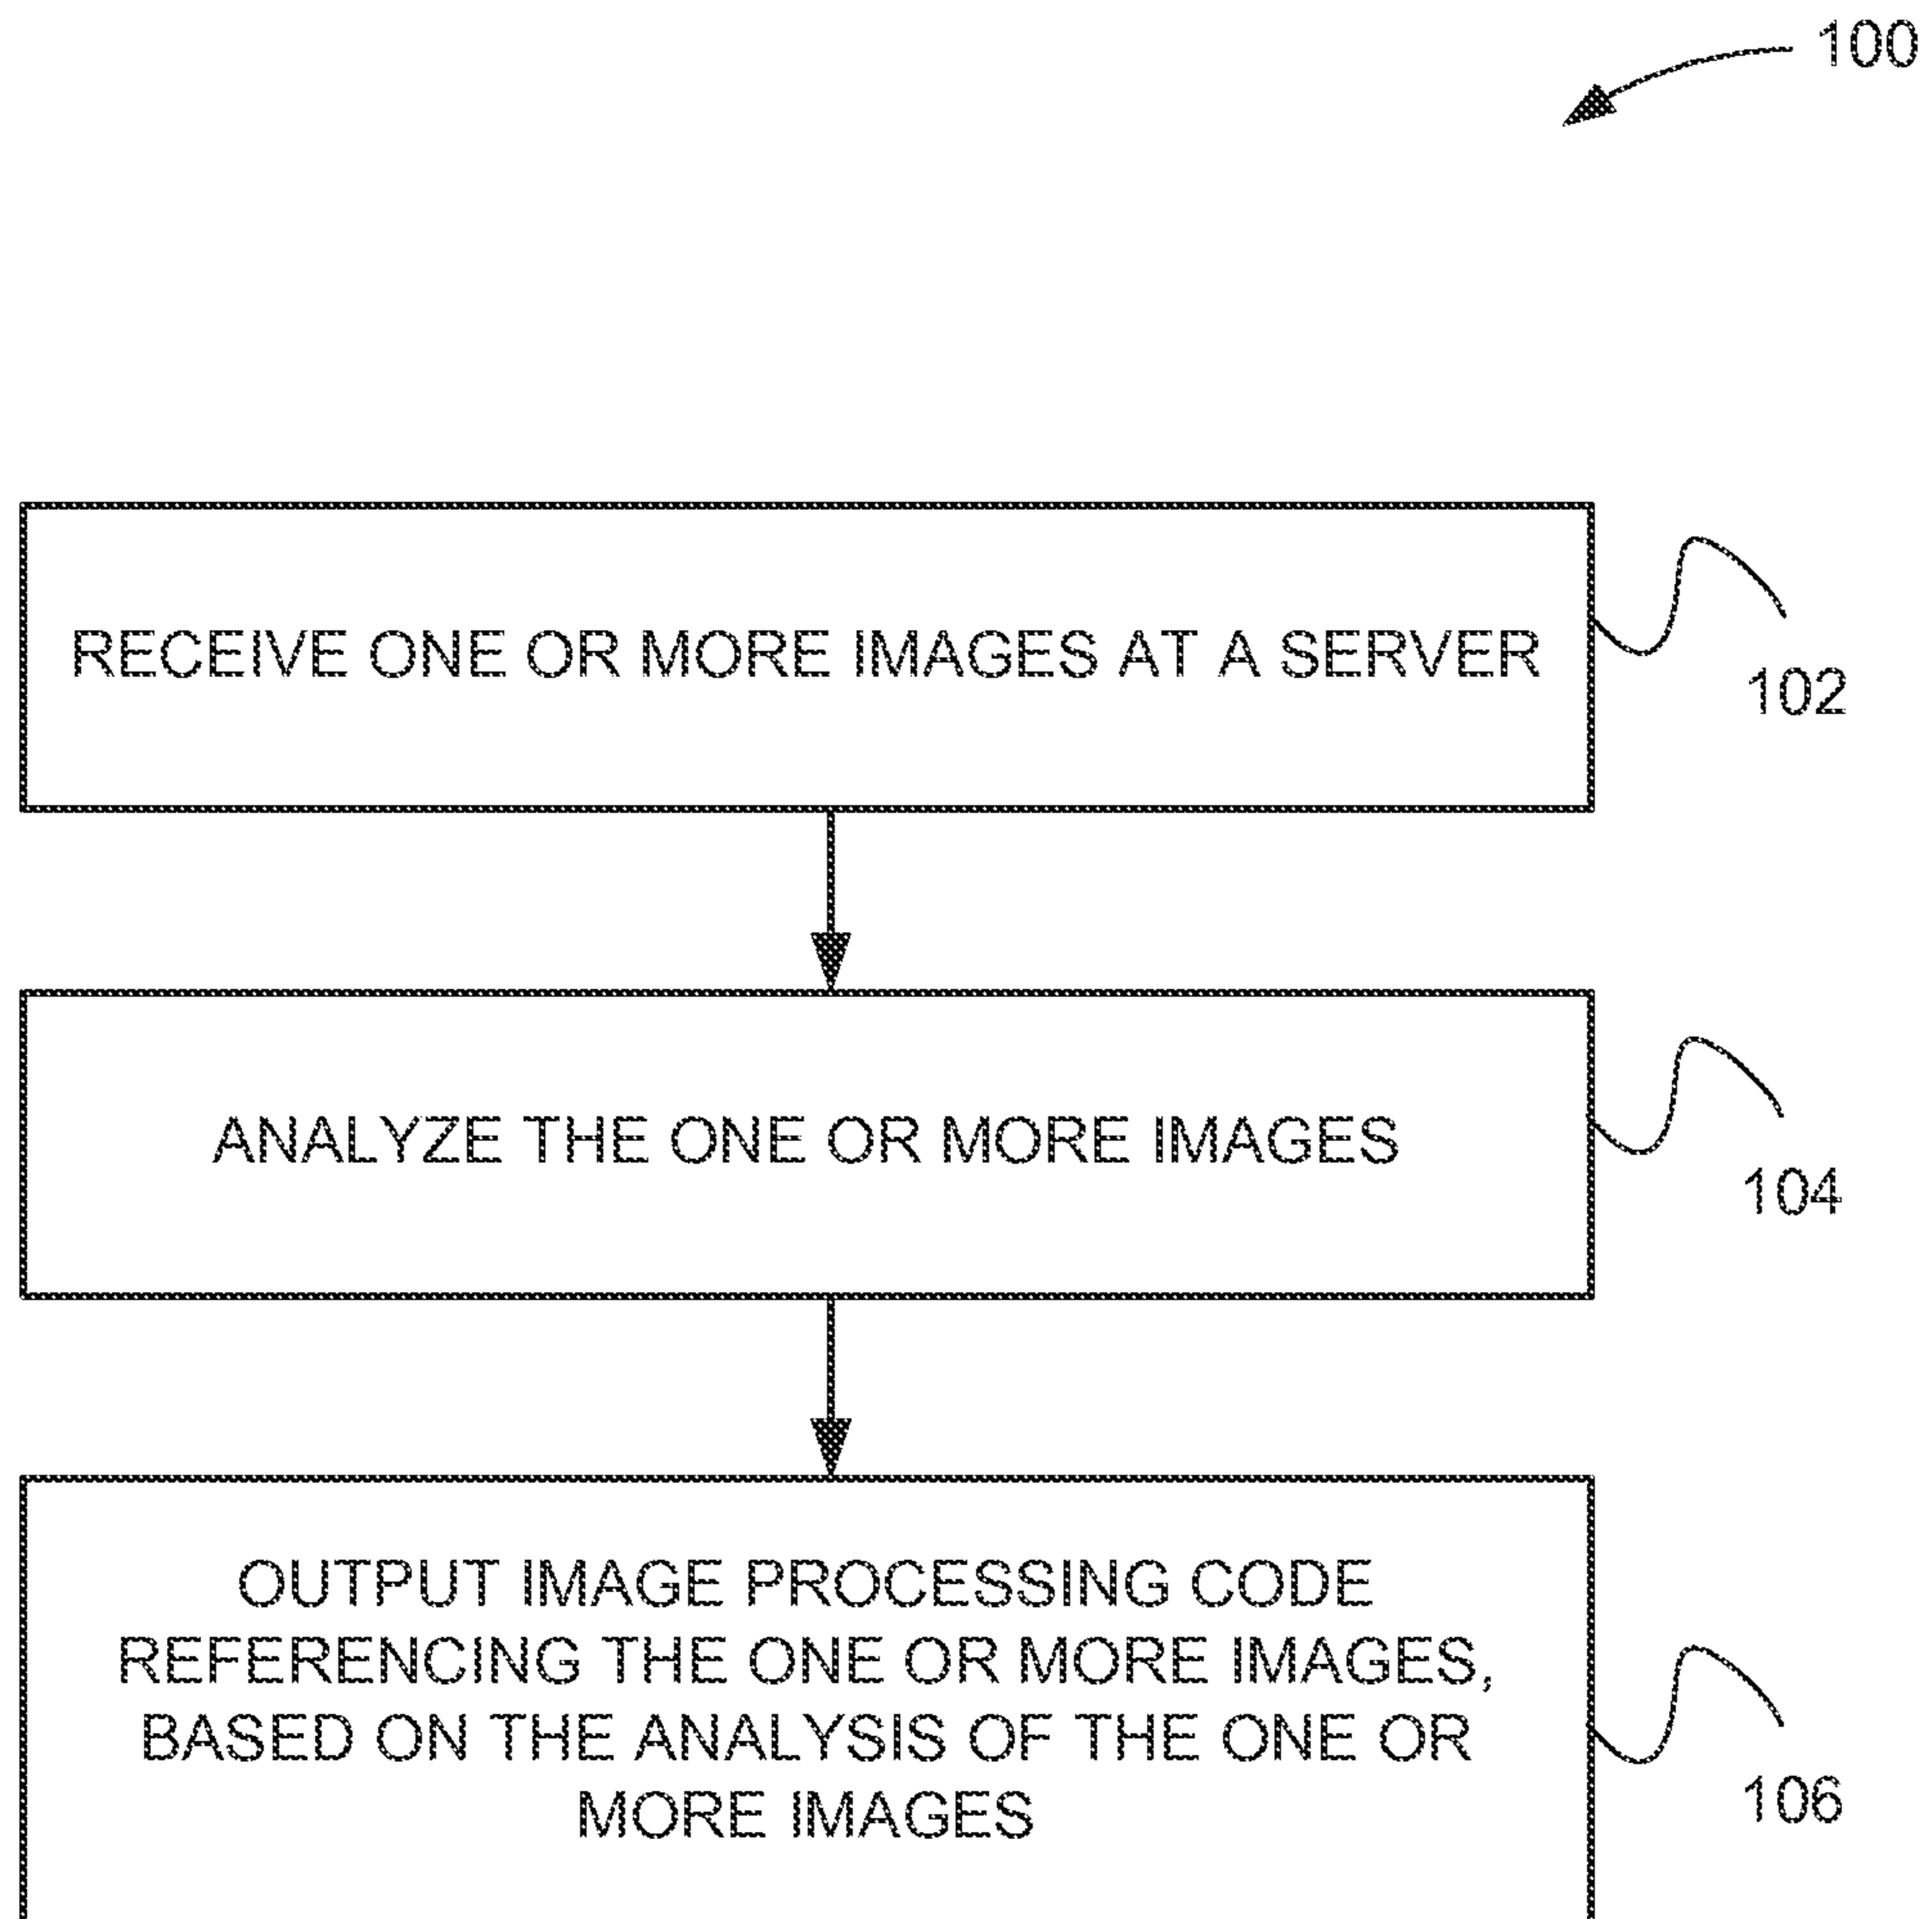 100
RECEIVE ONE OR MORE IMAGES AT A SERVER
102
ANALYZE THE ONE OR MORE IMAGES
104
OUTPUT IMAGE PROCESSING CODE
REFERENCING THE ONE OR MORE IMAGES,
BASED ON THE ANALYSIS OF THE ONE OR
MORE IMAGES
106